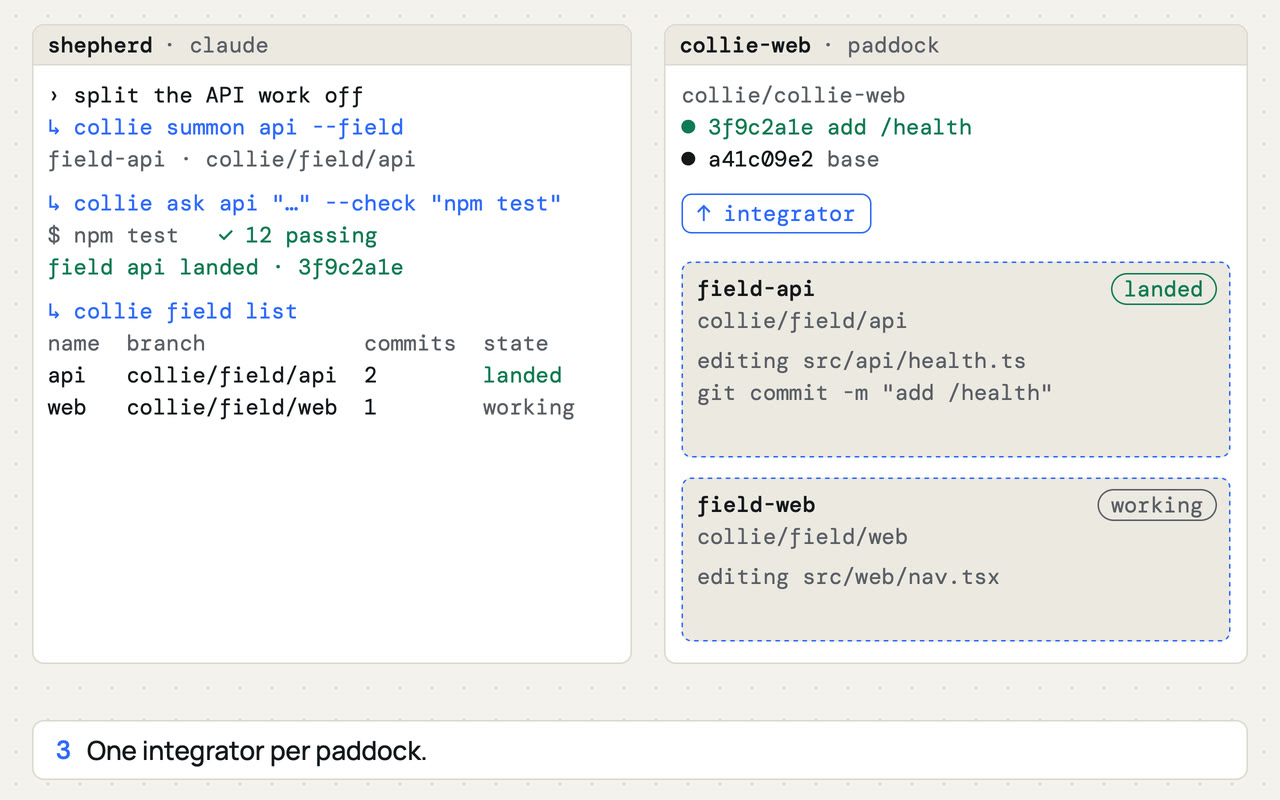 shepherd · claude
› split the API work off
↳ collie summon api --field
field-api · collie/field/api
↳ collie ask api "…" --check "npm test"
$ npm test ✓ 12 passing
field api landed · 3f9c2a1e
↳ collie field list
name branch commits state
api collie/field/api 2 landed
web collie/field/web 1 working
collie-web · paddock
collie/collie-web
● 3f9c2a1e add /health
● a41c09e2 base
↑ integrator
field-api landed
collie/field/api
editing src/api/health.ts
git commit -m "add /health"
field-web working
collie/field/web
editing src/web/nav.tsx
3 One integrator per paddock.